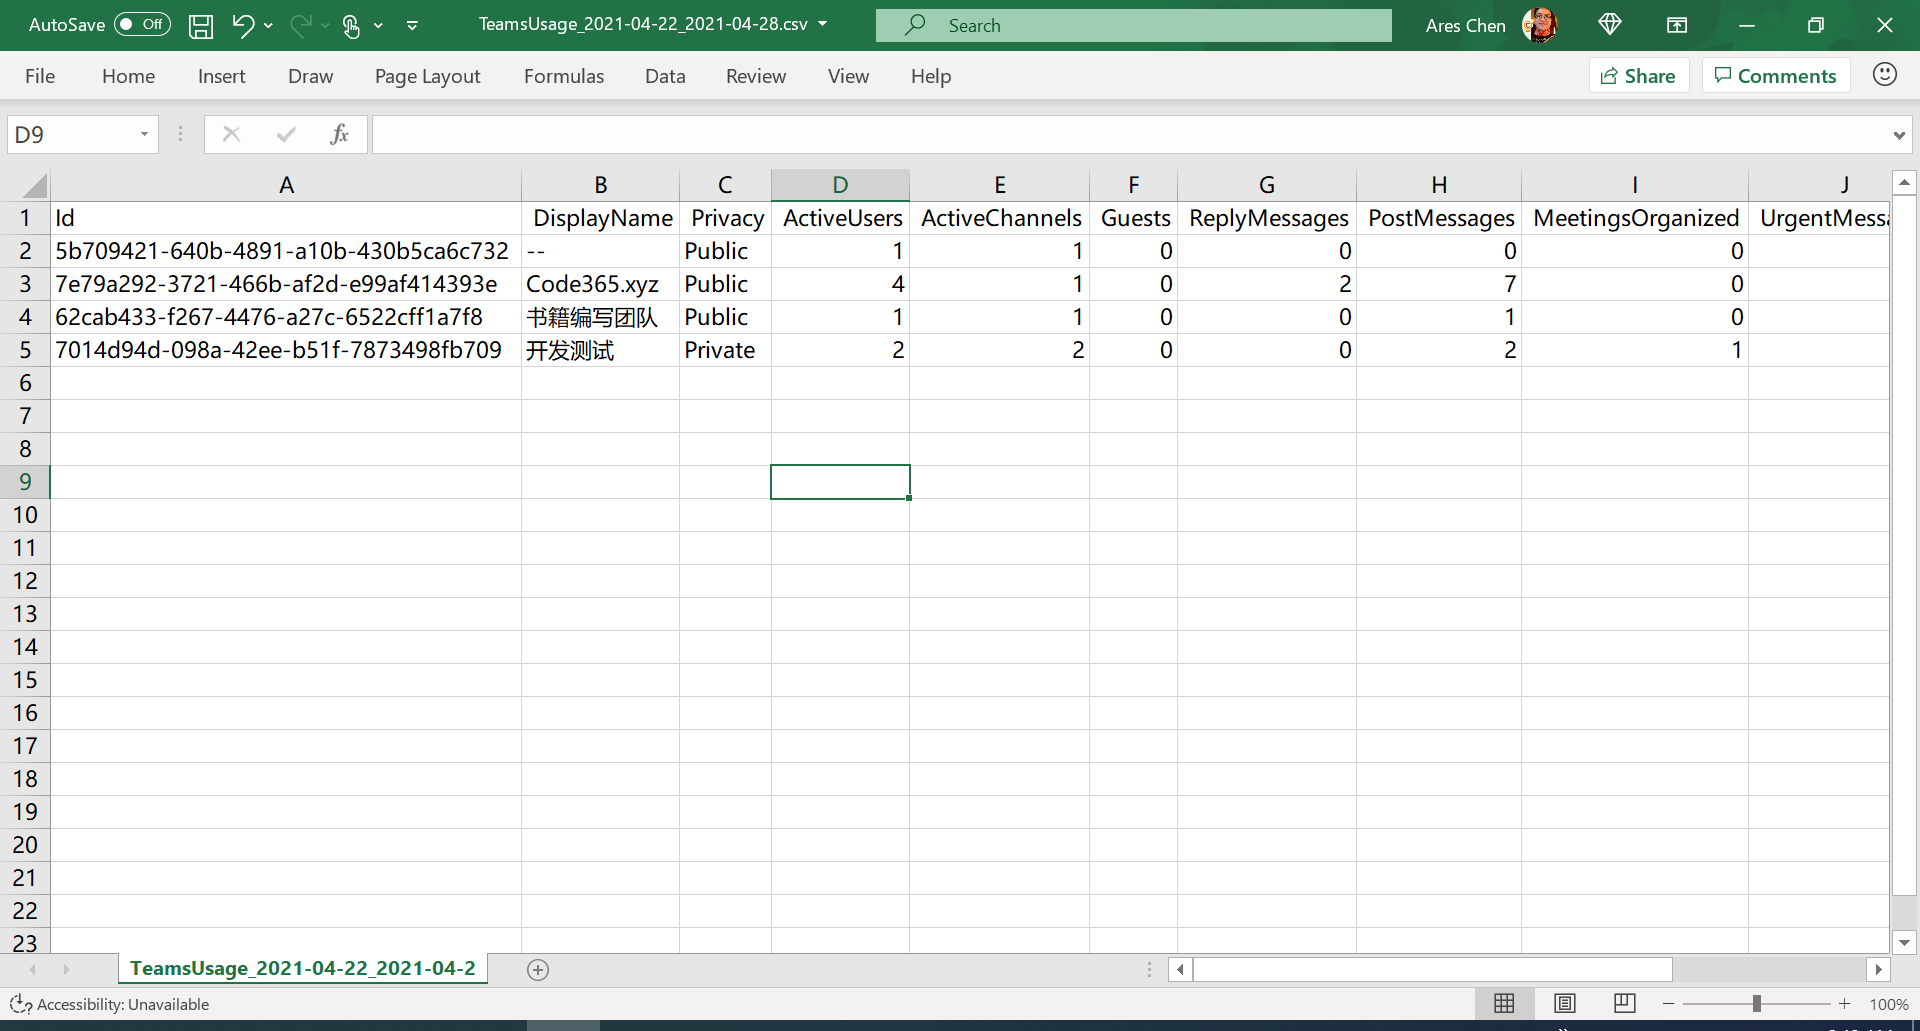 AutoSave Off TeamsUsage_2021-04-22_2021-04-28.csv Search Ares Chen
File Home Insert Draw Page Layout Formulas Data Review View Help Share Comments
D9 fx
A B C D E F G H I J
1 Id DisplayName Privacy ActiveUsers ActiveChannels Guests ReplyMessages PostMessages MeetingsOrganized UrgentMessa
2 5b709421-640b-4891-a10b-430b5ca6c732 -- Public 1 1 0 0 0 0
3 7e79a292-3721-466b-af2d-e99af414393e Code365.xyz Public 4 1 0 2 7 0
4 62cab433-f267-4476-a27c-6522cff1a7f8 书籍编写团队 Public 1 1 0 0 1 0
5 7014d94d-098a-42ee-b51f-7873498fb709 开发测试 Private 2 2 0 0 2 1
6
7
8
9
10
11
12
13
14
15
16
17
18
19
20
21
22
23
TeamsUsage_2021-04-22_2021-04-2
Accessibility: Unavailable 100%